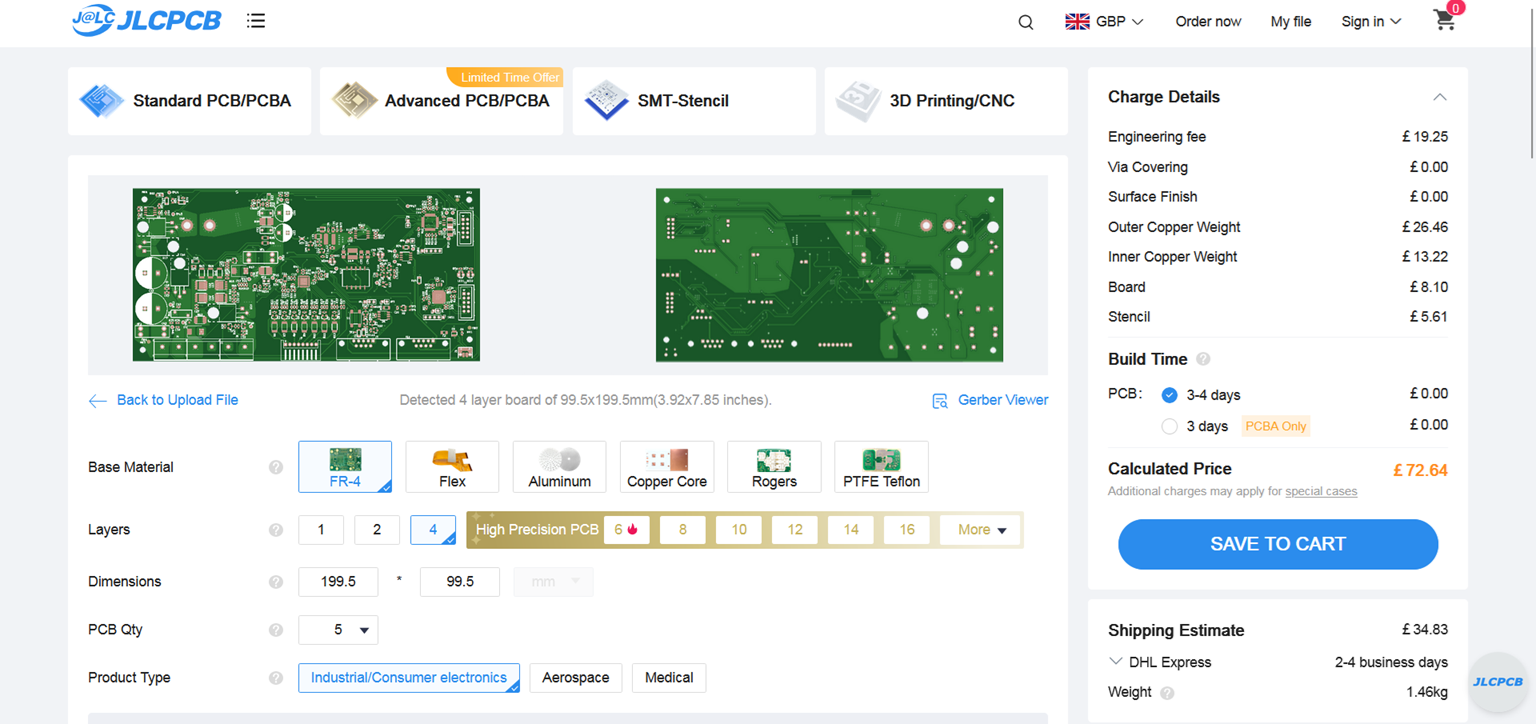 J@LC JLCPCB
GBP
Order now
My file
Sign in
0
Standard PCB/PCBA
Limited Time Offer
Advanced PCB/PCBA
SMT-Stencil
3D Printing/CNC
Back to Upload File
Detected 4 layer board of 99.5x199.5mm(3.92x7.85 inches).
Gerber Viewer
Base Material ?
FR-4
Flex
Aluminum
Copper Core
Rogers
PTFE Teflon
Layers ? 1 2 4 High Precision PCB 6 8 10 12 14 16 More
Dimensions ? 199.5 * 99.5 mm
PCB Qty ? 5
Product Type ? Industrial/Consumer electronics Aerospace Medical
Charge Details
Engineering fee £19.25
Via Covering £0.00
Surface Finish £0.00
Outer Copper Weight £26.46
Inner Copper Weight £13.22
Board £8.10
Stencil £5.61
Build Time ?
PCB: 3-4 days £0.00
3 days PCBA Only £0.00
Calculated Price £72.64
Additional charges may apply for special cases
SAVE TO CART
Shipping Estimate £34.83
DHL Express 2-4 business days
Weight ? 1.46kg
JLCPCB